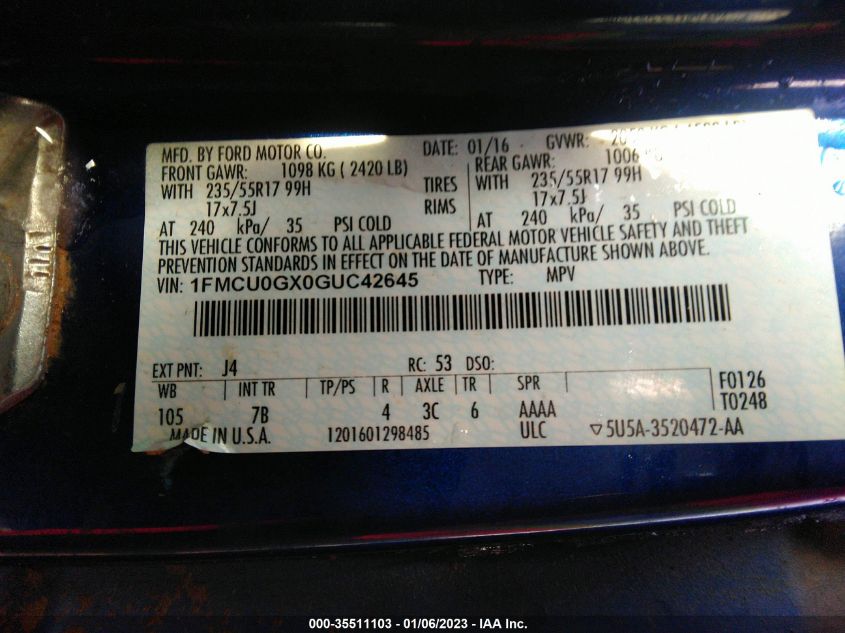 MFD. BY FORD MOTOR CO. DATE: 01/16 GVWR:
FRONT GAWR: 1098 KG ( 2420 LB) REAR GAWR: 1006
WITH 235/55R17 99H TIRES WITH 235/55R17 99H
17x7.5J RIMS 17x7.5J
AT 240 kPa/ 35 PSI COLD AT 240 kPa/ 35 PSI COLD
THIS VEHICLE CONFORMS TO ALL APPLICABLE FEDERAL MOTOR VEHICLE SAFETY AND THEFT
PREVENTION STANDARDS IN EFFECT ON THE DATE OF MANUFACTURE SHOWN ABOVE.
VIN: 1FMCU0GX0GUC42645 TYPE: MPV
EXT PNT: J4 RC: 53 DSO:
WB INT TR TP/PS R AXLE TR SPR F0126
105 7B 4 3C 6 AAAA T0248
MADE IN U.S.A. 1201601298485 ULC ▽5U5A-3520472-AA
000-35511103 - 01/06/2023 - IAA Inc.